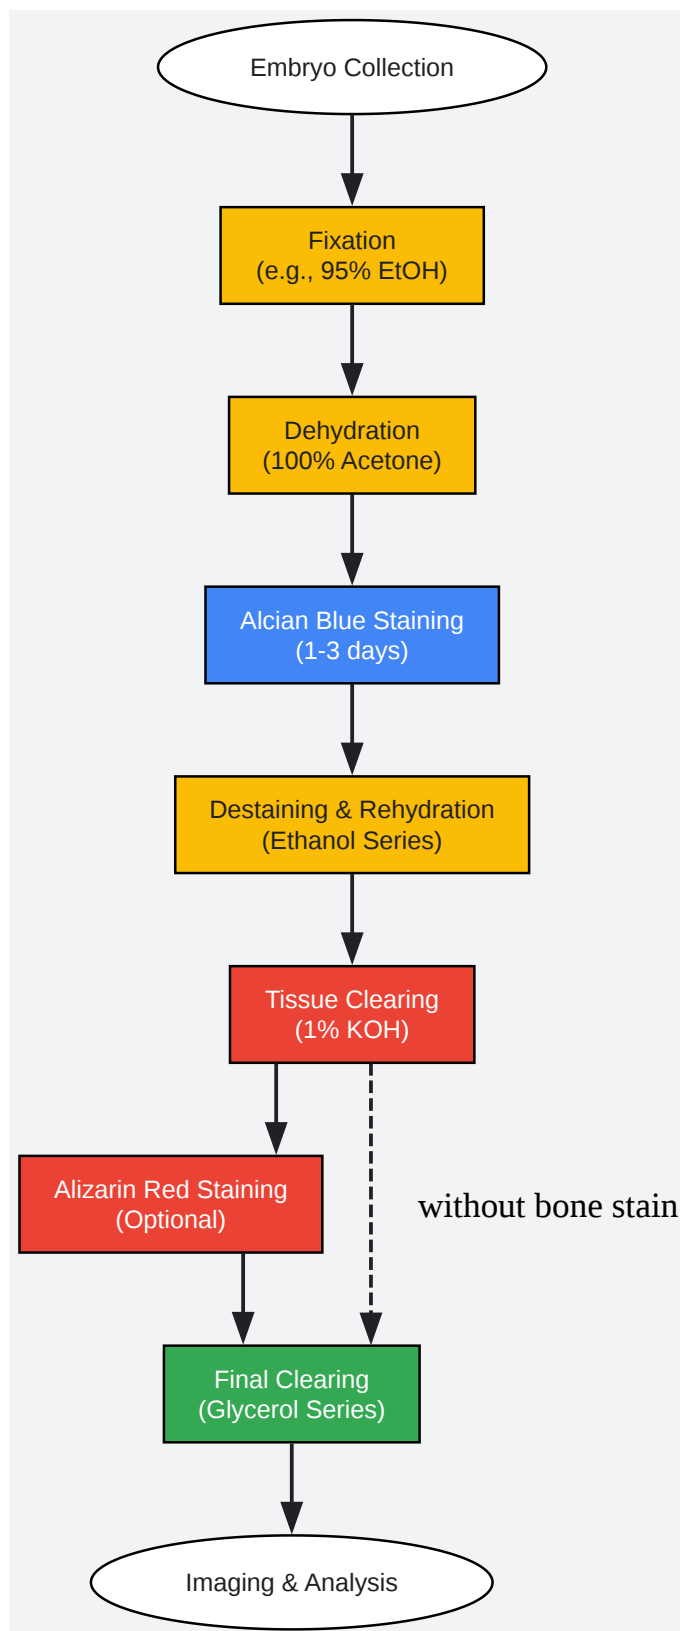 Embryo Collection
Fixation
(e.g., 95% EtOH)
Dehydration
(100% Acetone)
Alcian Blue Staining
(1-3 days)
Destaining & Rehydration
(Ethanol Series)
Tissue Clearing
(1% KOH)
Alizarin Red Staining
(Optional)
without bone stain
Final Clearing
(Glycerol Series)
Imaging & Analysis